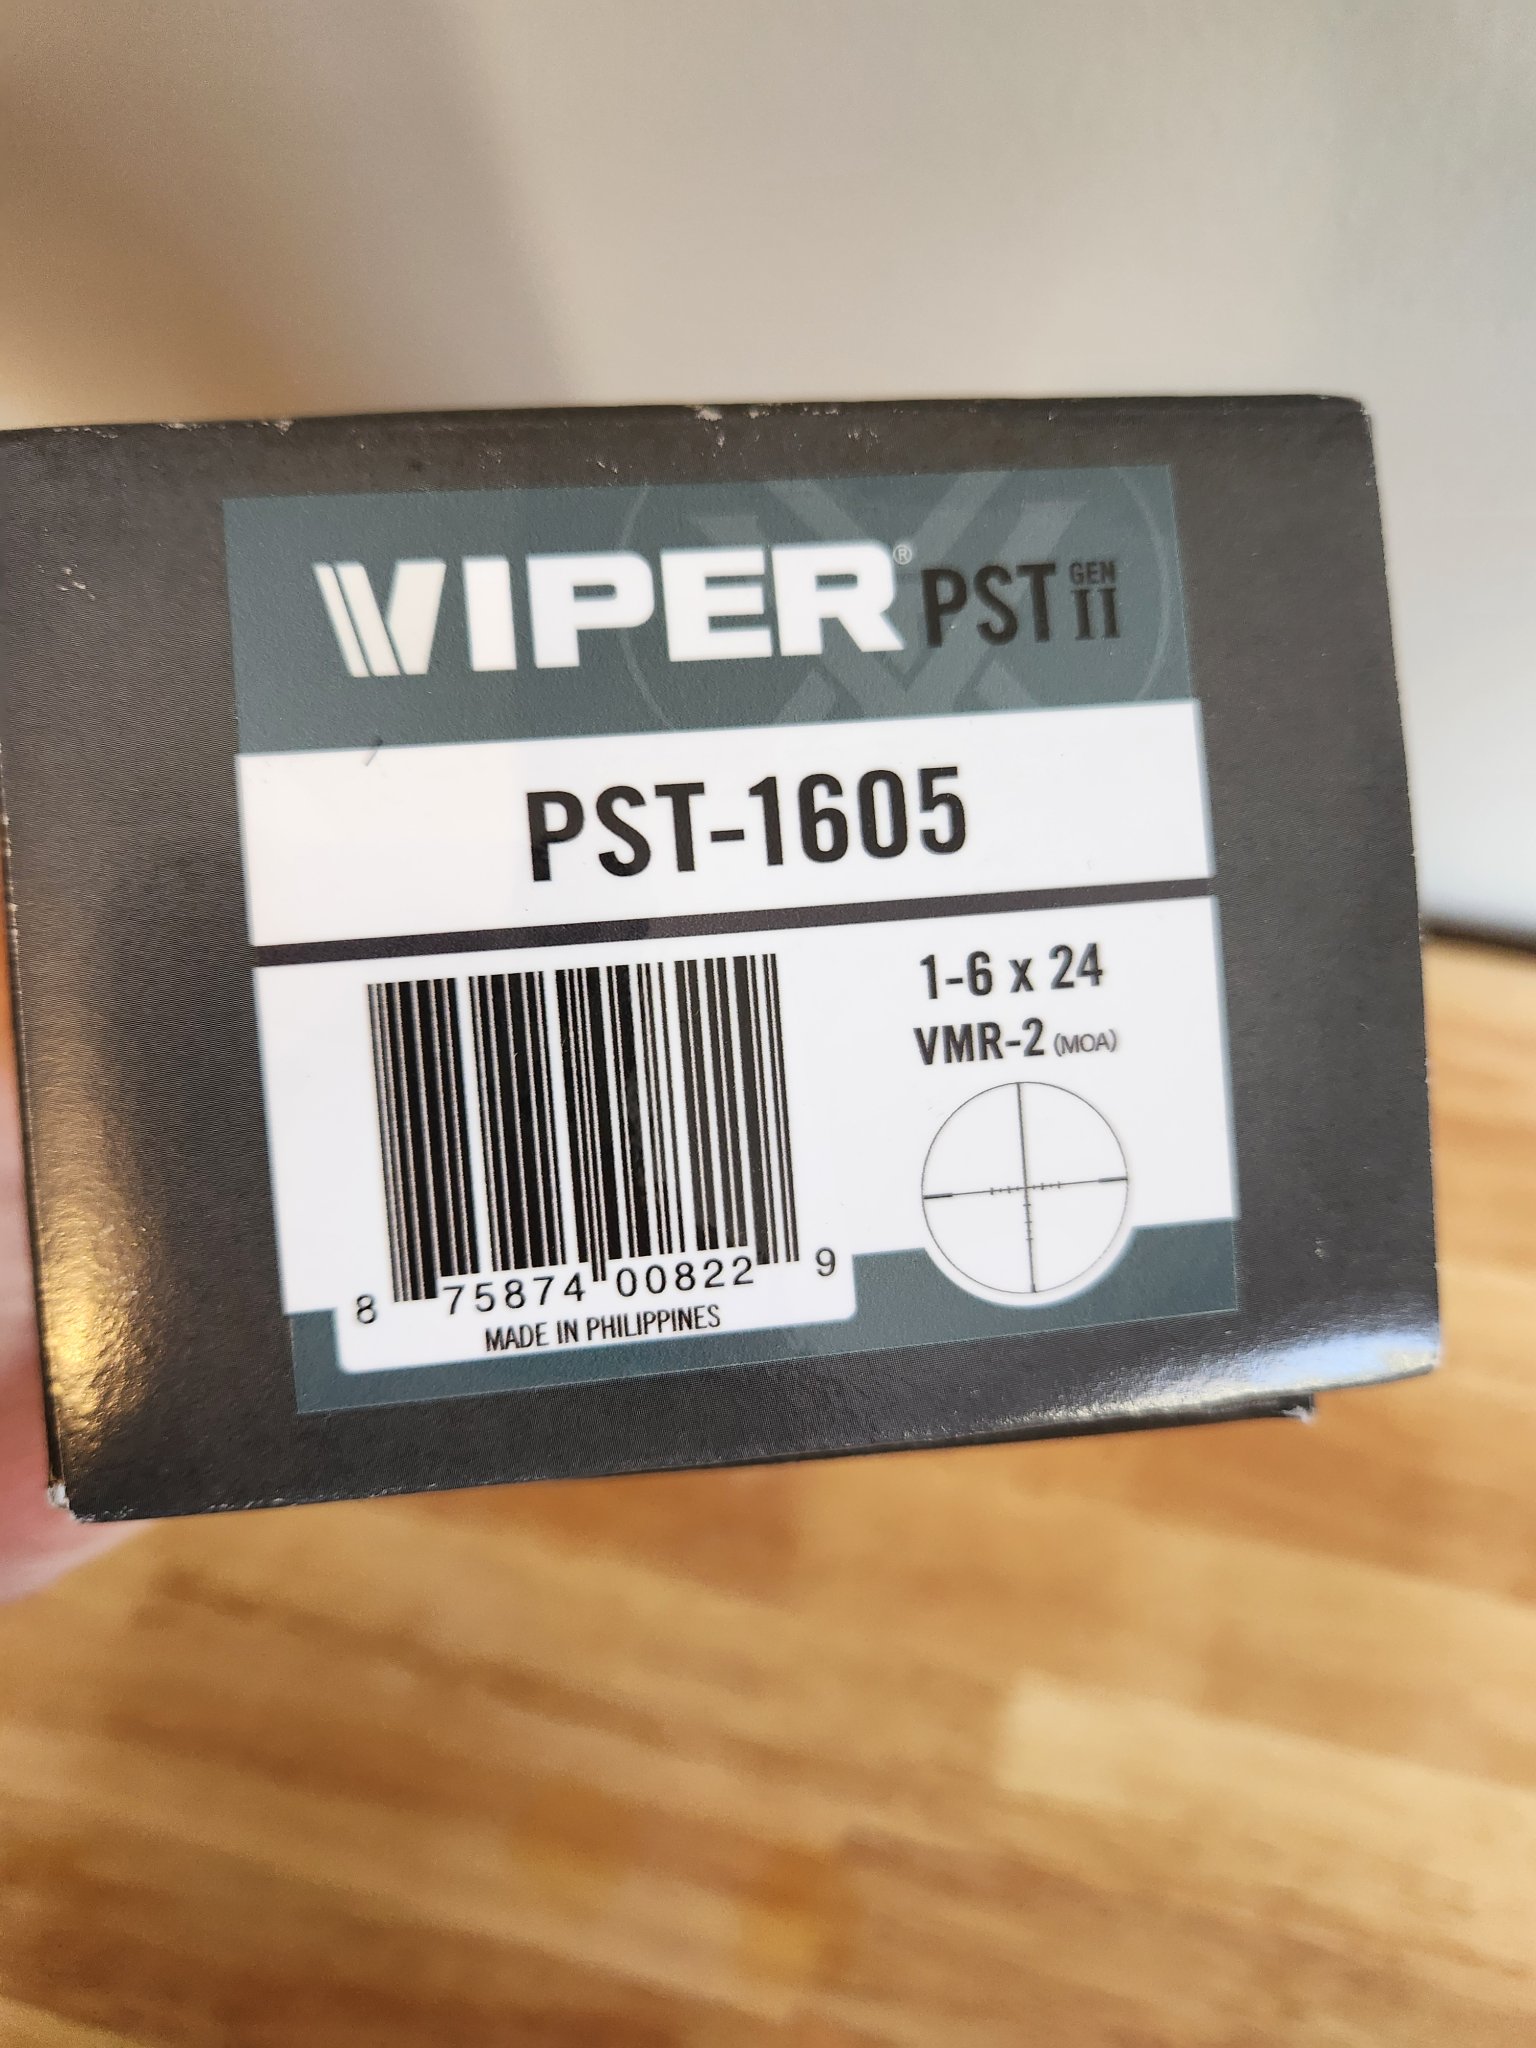 VIPER® PST GEN II
PST-1605
1-6 x 24
VMR-2 (MOA)
8 75874 00822 9
MADE IN PHILIPPINES